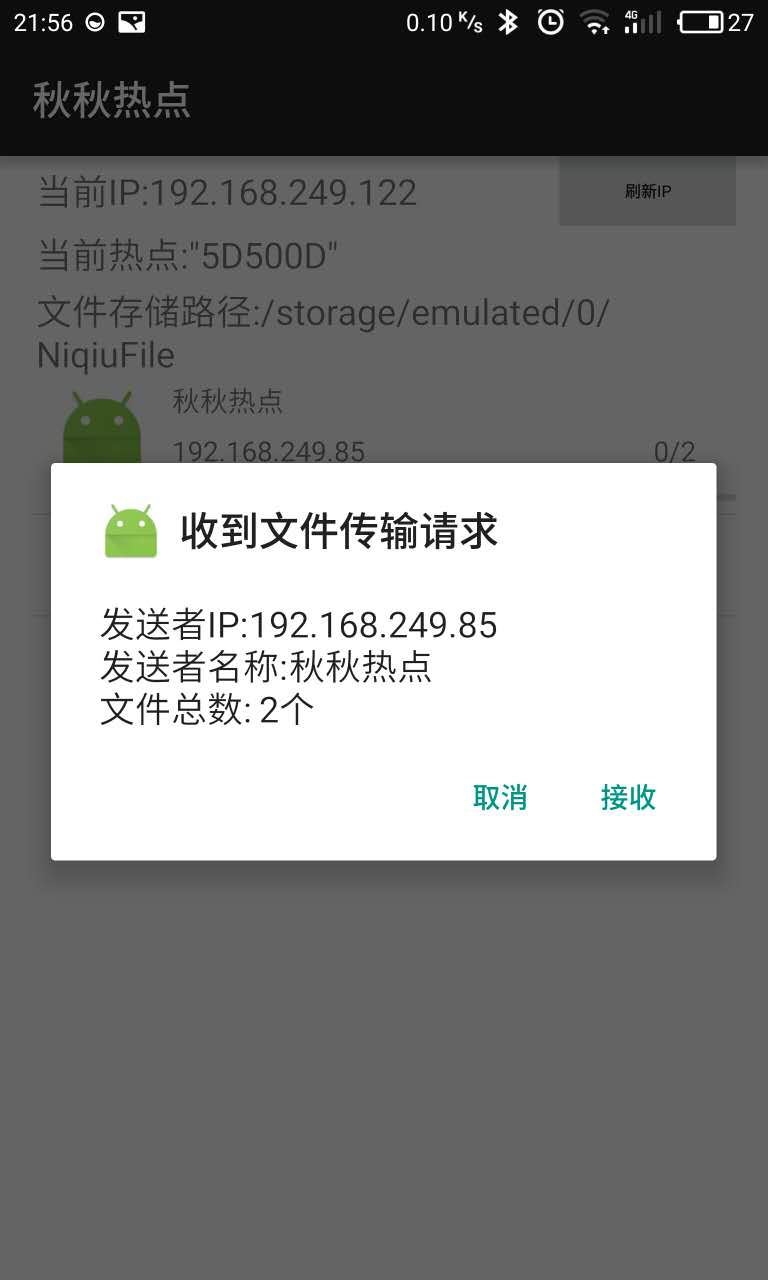 21:56 0.10 K/s 4G 27
秋秋热点
当前IP:192.168.249.122
刷新IP
当前热点:"5D500D"
文件存储路径:/storage/emulated/0/
NiqiuFile
秋秋热点
192.168.249.85 0/2
收到文件传输请求
发送者IP:192.168.249.85
发送者名称:秋秋热点
文件总数: 2个
取消 接收